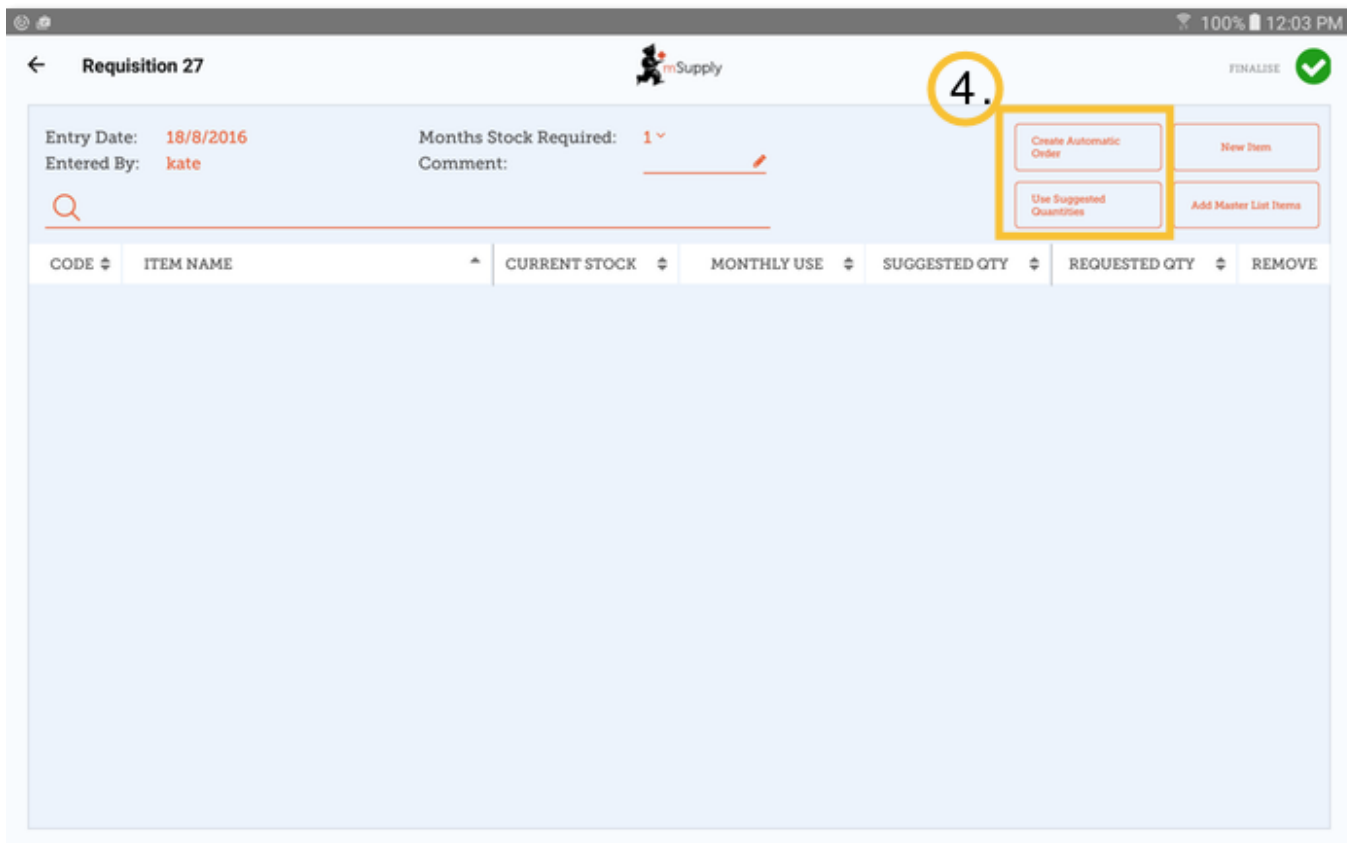 100% 12:03 PM
Requisition 27
mSupply
FINALISE
4.
Entry Date: 18/8/2016
Months Stock Required: 1
Create Automatic
Order
New Item
Entered By: kate
Comment:
Use Suggested
Quantities
Add Master List Items
CODE ITEM NAME CURRENT STOCK MONTHLY USE SUGGESTED QTY REQUESTED QTY REMOVE